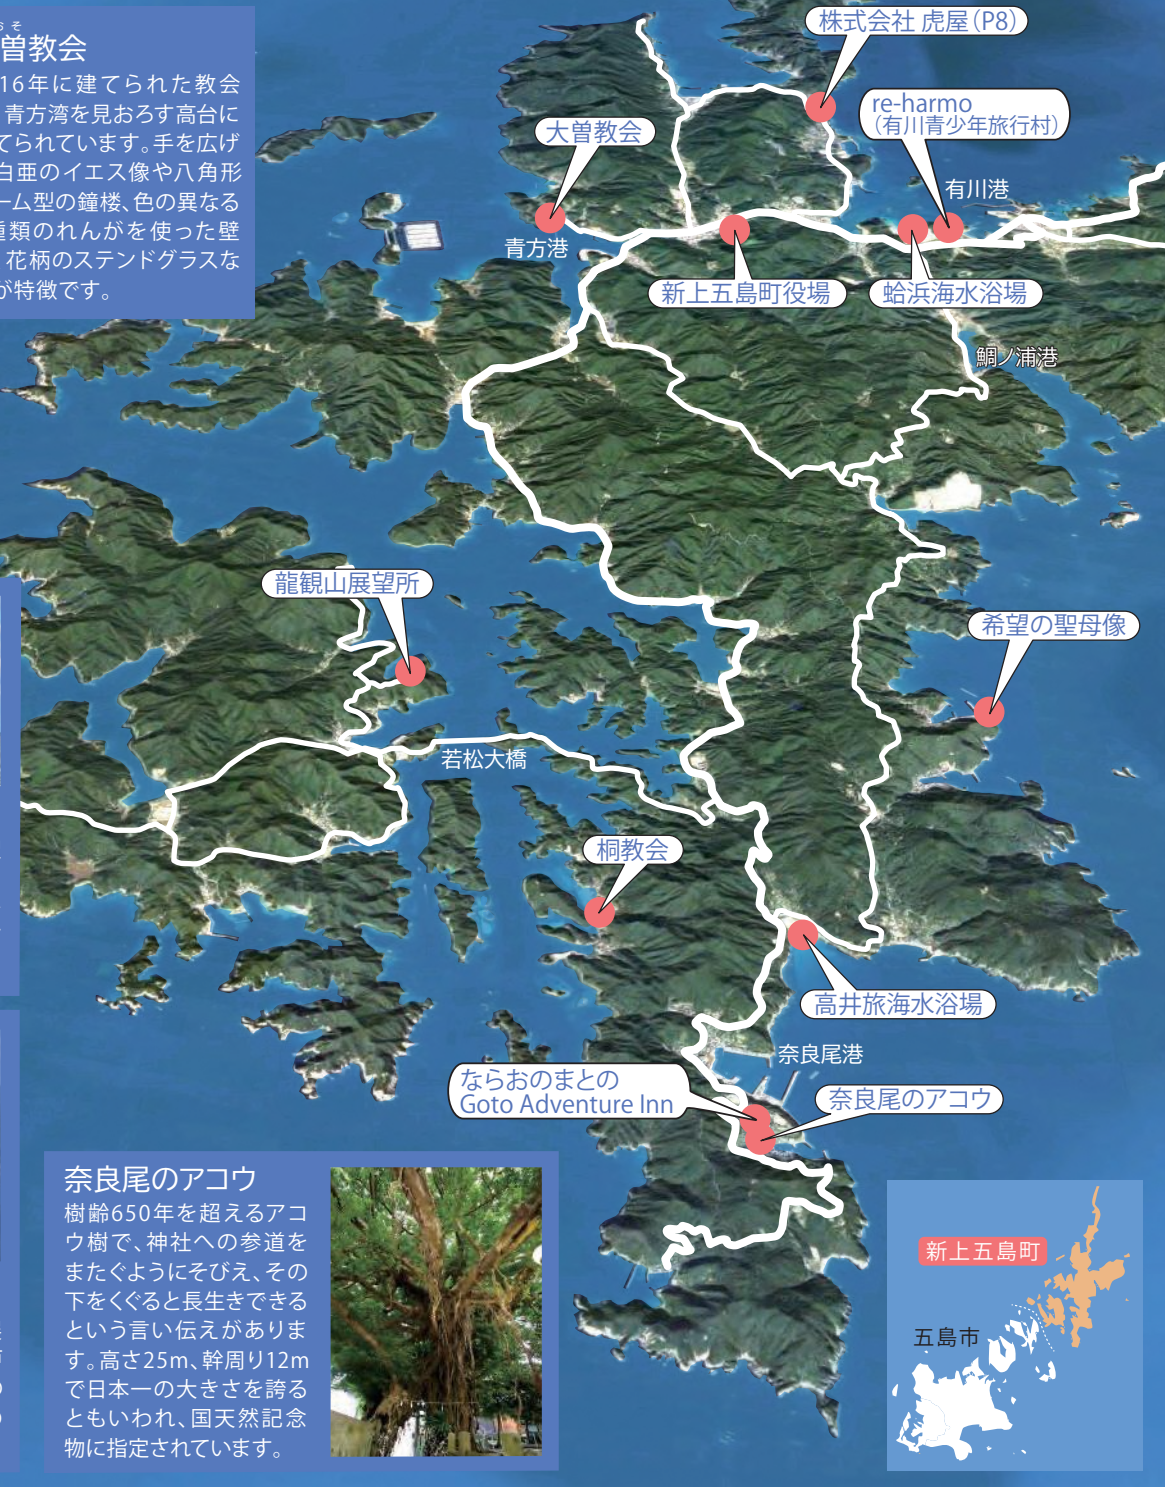 おそ
曽教会
16年に建てられた教会
青方湾を見おろす高台に
てられています。手を広げ
白亜のイエス像や八角形
ーム型の鐘楼、色の異なる
種類のれんがを使った壁
花柄のステンドグラスな
が特徴です。
株式会社 虎屋(P8)
re-harmo
(有川青少年旅行村)
大曽教会
有川港
青方港
新上五島町役場
蛤浜海水浴場
鯛ノ浦港
龍観山展望所
希望の聖母像
若松大橋
桐教会
高井旅海水浴場
奈良尾港
ならおのまとの
Goto Adventure Inn
奈良尾のアコウ
奈良尾のアコウ
樹齢650年を超えるアコ
ウ樹で、神社への参道を
またぐようにそびえ、その
下をくぐると長生きできる
という言い伝えがありま
す。高さ25m、幹周り12m
で日本一の大きさを誇る
ともいわれ、国天然記念
物に指定されています。
新上五島町
五島市